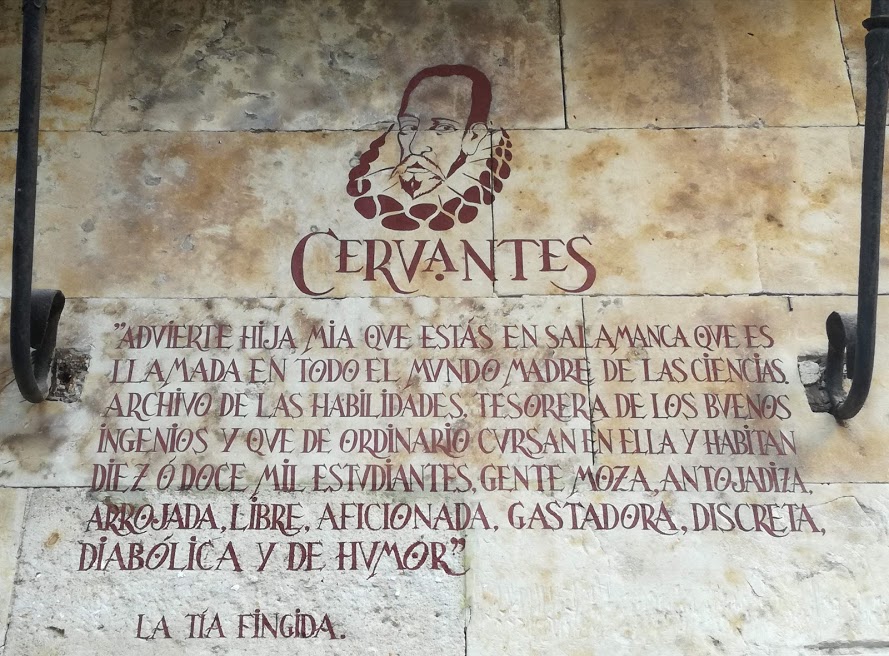 CERVANTES
"ADVIERTE HIJA MIA QVE ESTÁS EN SALAMANCA QVE ES
LLAMADA EN TODO EL MVNDO MADRE DE LAS CIENCIAS.
ARCHIVO DE LAS HABILIDADES. TESORERA DE LOS BVENOS
INGENIOS Y QVE DE ORDINARIO CVRSAN EN ELLA Y HABITAN
DIEZ Ó DOCE MIL ESTVDIANTES, GENTE MOZA, ANTOJADIZA,
ARROJADA, LIBRE, AFICIONADA, GASTADORA, DISCRETA,
DIABÓLICA Y DE HVMOR"
LA TÍA FINGIDA.